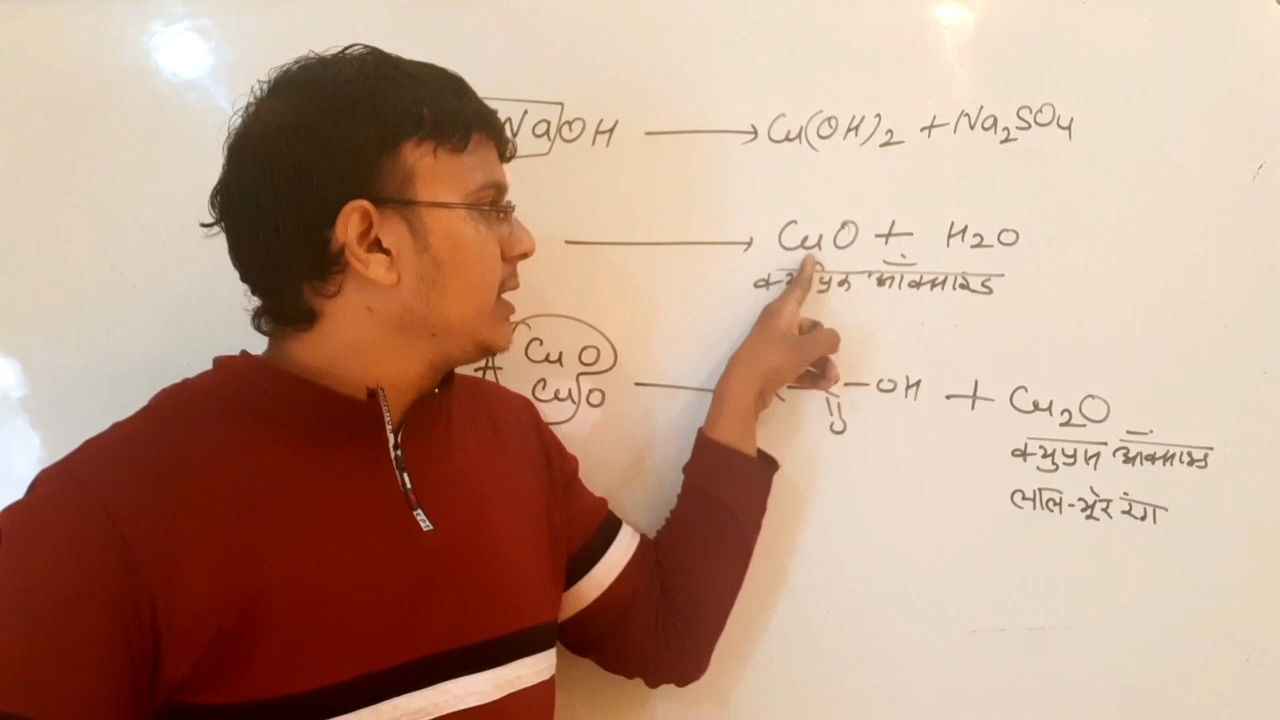 NaOH ⟶ Cu(OH)₂ + Na₂SO₄
⟶ CuO + H₂O
ऑक्साइड
+ CuO
CuO ⟶ –OH + Cu₂O
क्युप्रस ऑक्साइड
लाल-भूरे रंग